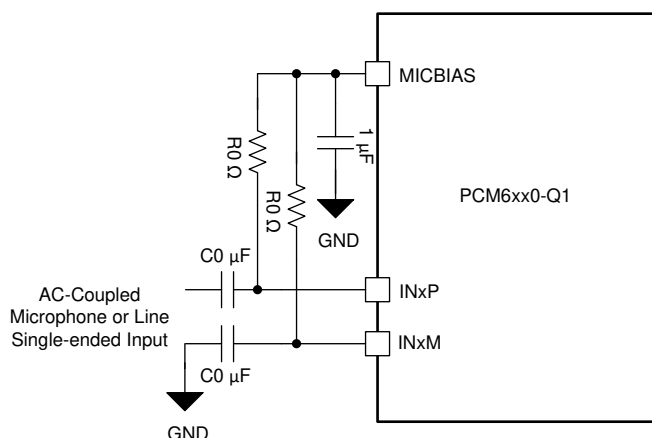 MICBIAS
R0 Ω
R0 Ω
1 µF
GND
PCM6xx0-Q1
C0 µF
AC-Coupled
Microphone or Line
Single-ended Input
INxP
INxM
C0 µF
GND